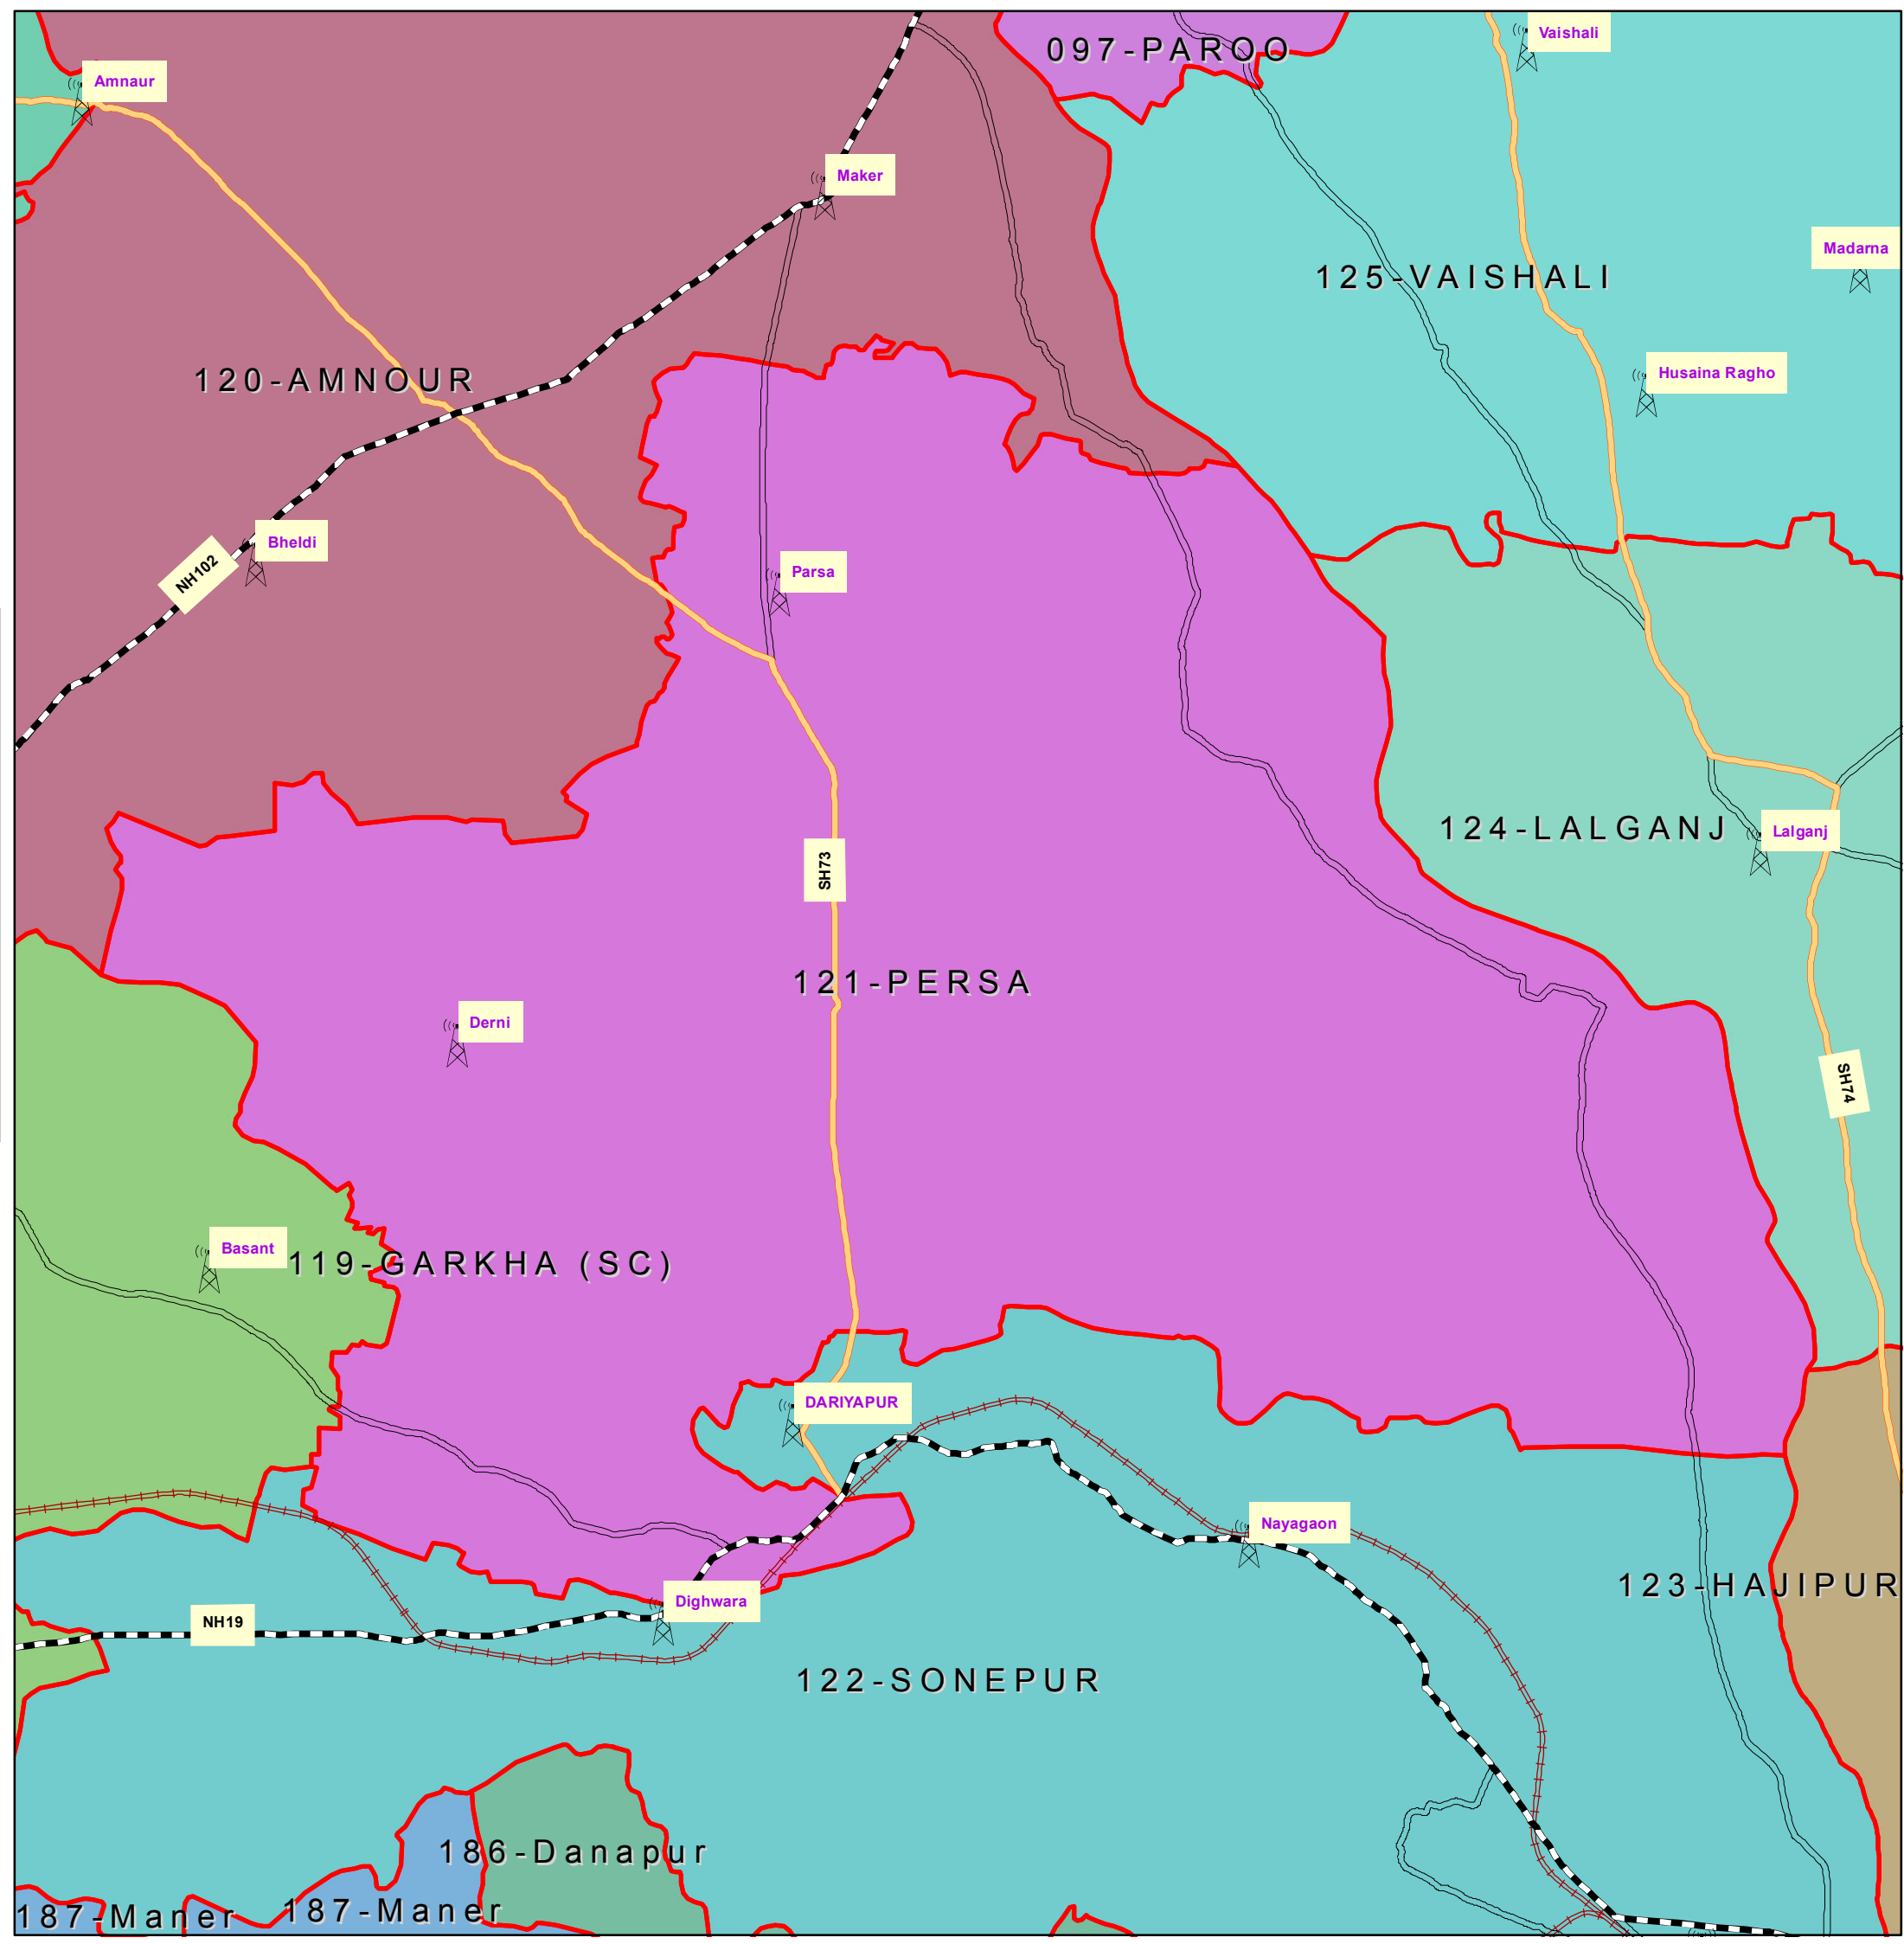 Vaishali
097-PAROO
Amnaur
Maker
Madarna
125-VAISHALI
Husaina Ragho
120-AMNOUR
Bheldi
NH102
Parsa
124-LALGANJ
Lalganj
SH73
121-PERSA
Derni
SH74
Basant
119-GARKHA (SC)
DARIYAPUR
Nayagaon
123-HAJIPUR
Dighwara
NH19
122-SONEPUR
186-Danapur
187-Maner
187-Maner